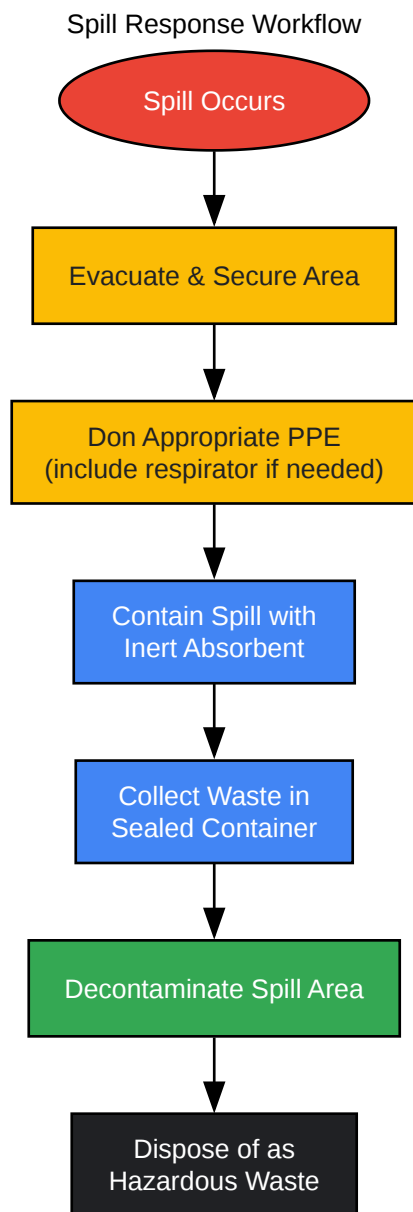 Spill Response Workflow
Spill Occurs
Evacuate & Secure Area
Don Appropriate PPE
(include respirator if needed)
Contain Spill with
Inert Absorbent
Collect Waste in
Sealed Container
Decontaminate Spill Area
Dispose of as
Hazardous Waste